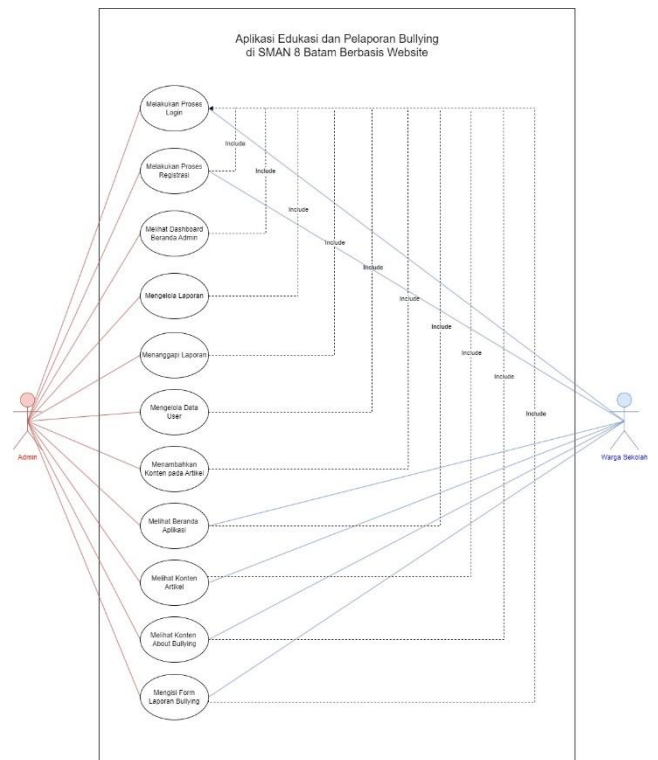 Aplikasi Edukasi dan Pelaporan Bullying
di SMAN 8 Batam Berbasis Website
Melakukan Proses
Login
Include
Melakukan Proses
Registrasi
Include
Melihat Dashboard
Beranda Admin
Include
Include
Include
Mengelola Laporan
Include
Include
Menanggapi Laporan
Include
Mengelola Data
User
Include
Include
Admin
Warga Sekolah
Menambahkan
Konten pada Artikel
Melihat Beranda
Aplikasi
Melihat Konten
Artikel
Melihat Konten
About Bullying
Mengisi Form
Laporan Bullying